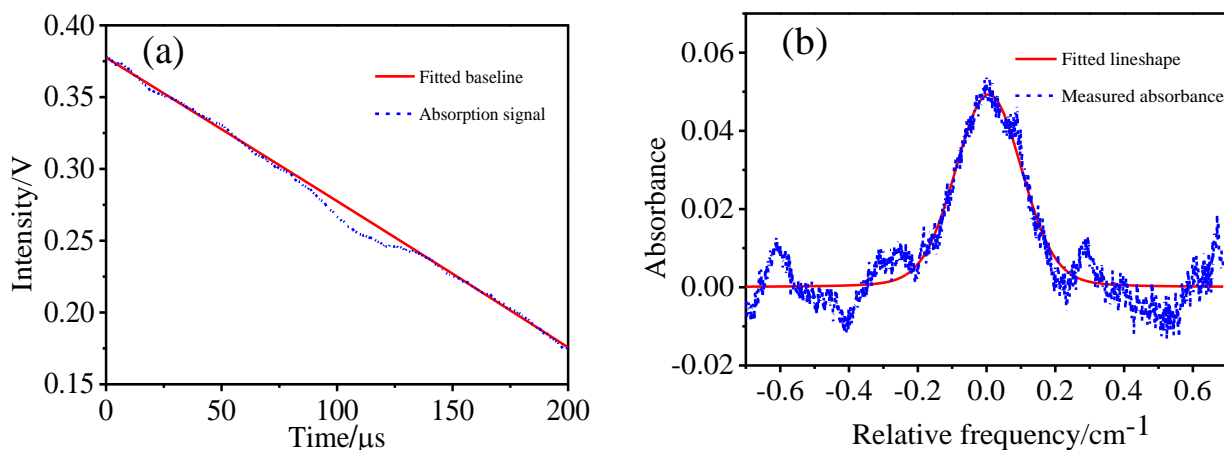 (a)
Fitted baseline
Absorption signal
Intensity/V
0.40
0.35
0.30
0.25
0.20
0.15
0 50 100 150 200
Time/μs
(b)
Fitted lineshape
Measured absorbance
Absorbance
0.06
0.04
0.02
0.00
-0.02
-0.6 -0.4 -0.2 0.0 0.2 0.4 0.6
Relative frequency/cm⁻¹